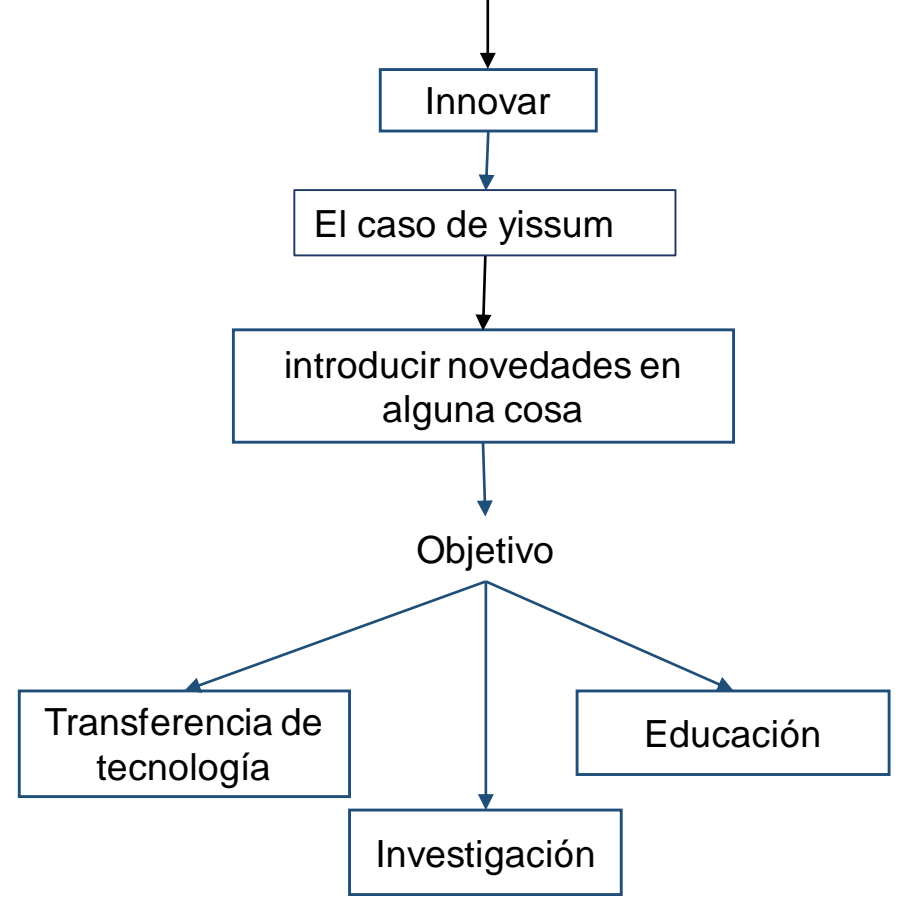 Innovar
El caso de yissum
introducir novedades en
alguna cosa
Objetivo
Transferencia de
tecnología
Educación
Investigación